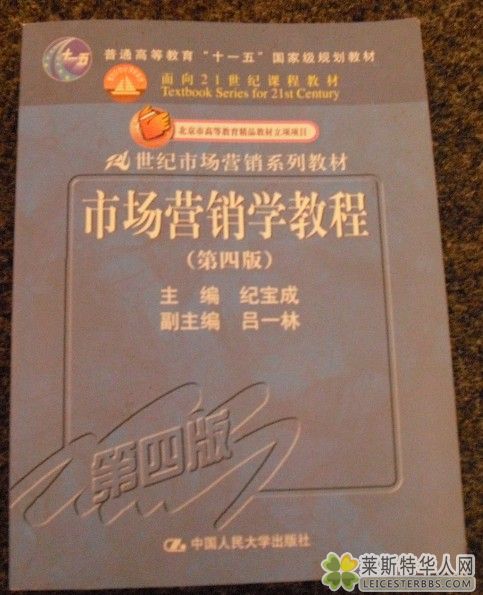 十一五
普通高等教育“十一五”国家级规划教材
面向21世纪课程教材
Textbook Series for 21st Century
北京市高等教育精品教材立项项目
21世纪市场营销系列教材
市场营销学教程
(第四版)
主 编 纪宝成
副主编 吕一林
第四版
中国人民大学出版社
莱斯特华人网
LEICESTERBBS.COM